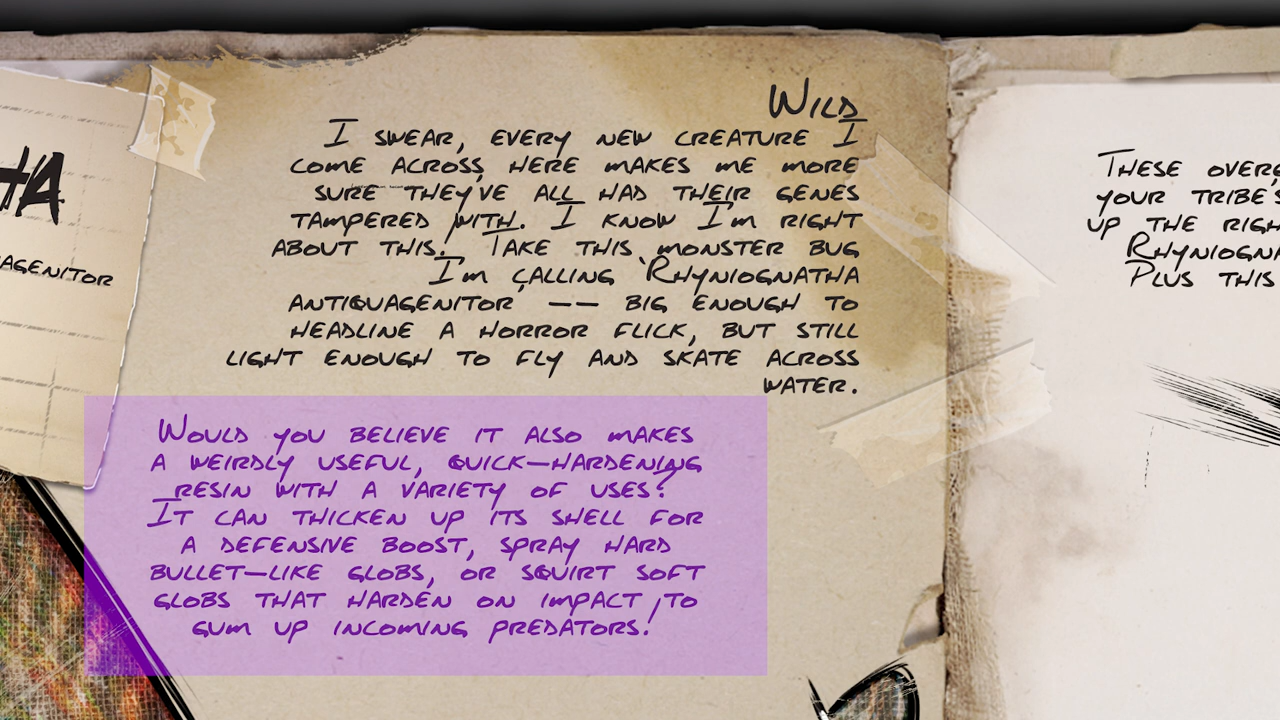 HA
AGENITOR
Wild
I swear, every new creature I
come across here makes me more
sure they've all had their genes
tampered with. I know I'm right
about this! Take this monster bug
I'm calling 'Rhyniognatha
antiquagenitor' -- big enough to
headline a horror flick, but still
light enough to fly and skate across
water.
Would you believe it also makes
a weirdly useful, quick-hardening
resin with a variety of uses?
It can thicken up its shell for
a defensive boost, spray hard
bullet-like globs, or squirt soft
globs that harden on impact, to
gum up incoming predators!
These over
your tribe's
up the righ
Rhyniogna
Plus this